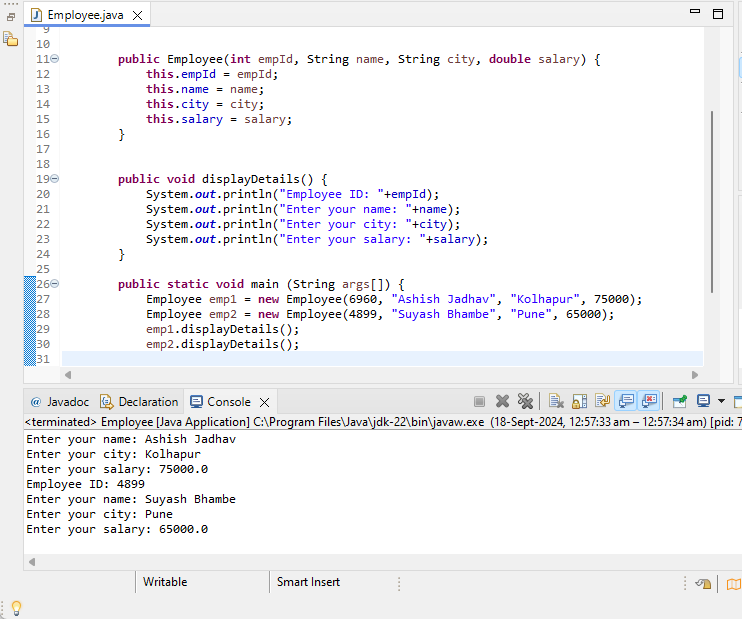 Employee.java
9
10
11 public Employee(int empId, String name, String city, double salary) {
12 this.empId = empId;
13 this.name = name;
14 this.city = city;
15 this.salary = salary;
16 }
17
18
19 public void displayDetails() {
20 System.out.println("Employee ID: "+empId);
21 System.out.println("Enter your name: "+name);
22 System.out.println("Enter your city: "+city);
23 System.out.println("Enter your salary: "+salary);
24 }
25
26 public static void main (String args[]) {
27 Employee emp1 = new Employee(6960, "Ashish Jadhav", "Kolhapur", 75000);
28 Employee emp2 = new Employee(4899, "Suyash Bhambe", "Pune", 65000);
29 emp1.displayDetails();
30 emp2.displayDetails();
31
@ Javadoc Declaration Console
<terminated> Employee [Java Application] C:\Program Files\Java\jdk-22\bin\javaw.exe (18-Sept-2024, 12:57:33 am – 12:57:34 am) [pid: 7
Enter your name: Ashish Jadhav
Enter your city: Kolhapur
Enter your salary: 75000.0
Employee ID: 4899
Enter your name: Suyash Bhambe
Enter your city: Pune
Enter your salary: 65000.0
Writable Smart Insert